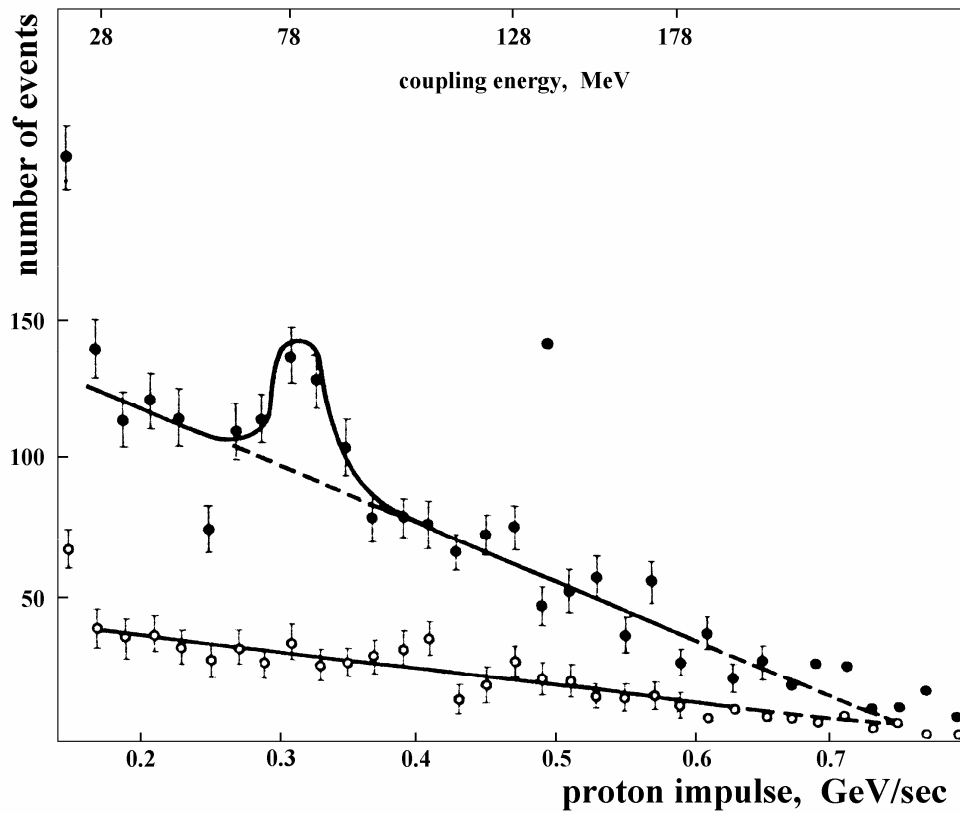 28 78 128 178
coupling energy, MeV
number of events
150
100
50
0.2 0.3 0.4 0.5 0.6 0.7
proton impulse, GeV/sec